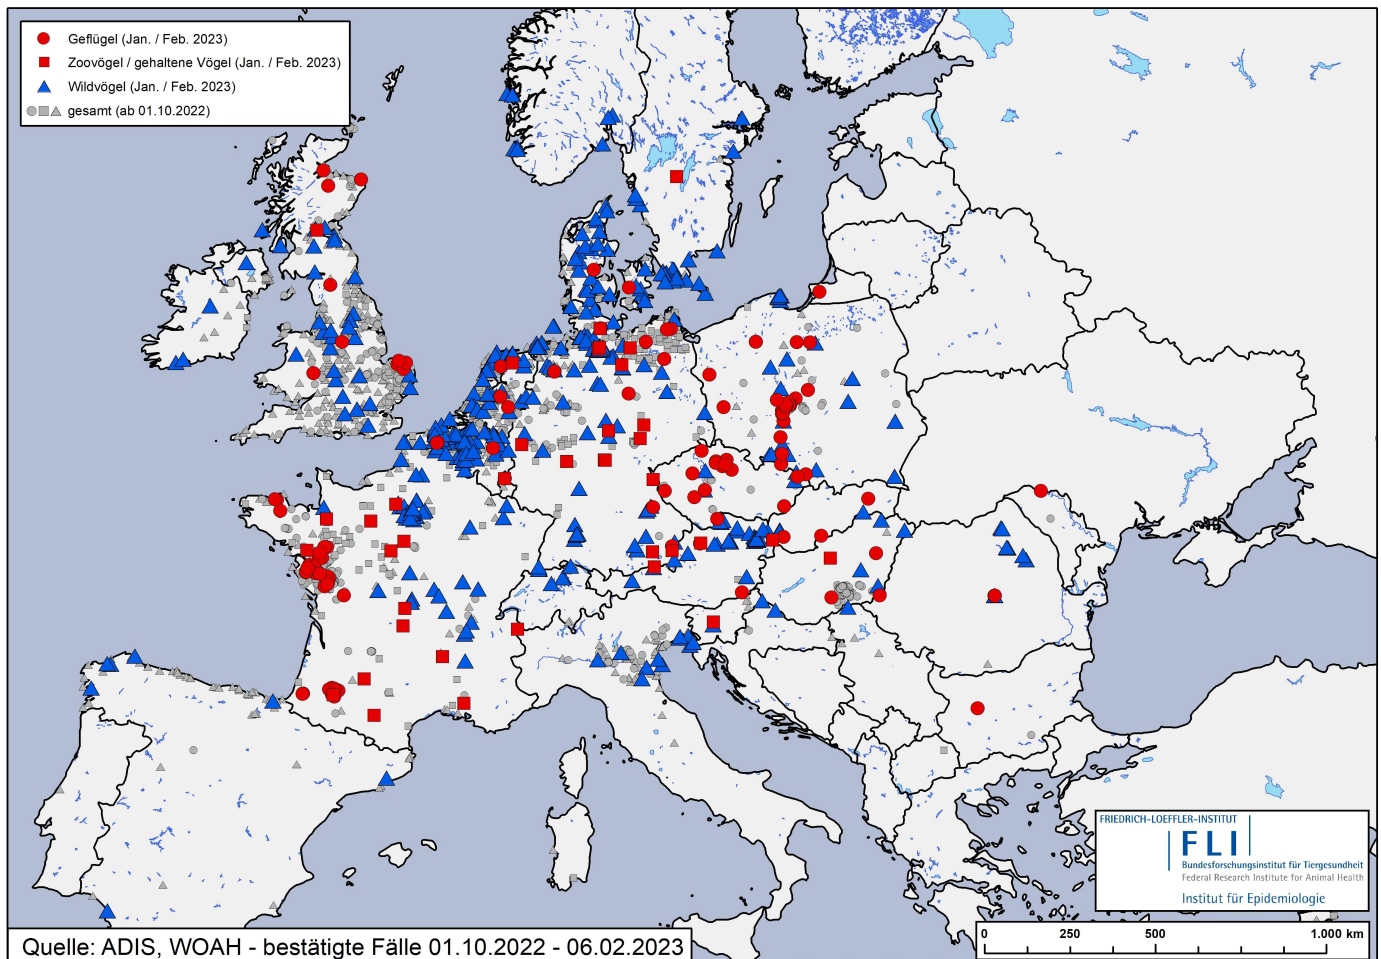 Geflügel (Jan. / Feb. 2023)
Zoovögel / gehaltene Vögel (Jan. / Feb. 2023)
Wildvögel (Jan. / Feb. 2023)
gesamt (ab 01.10.2022)
FRIEDRICH-LOEFFLER-INSTITUT
FLI
Bundesforschungsinstitut für Tiergesundheit
Federal Research Institute for Animal Health
Institut für Epidemiologie
0 250 500 1.000 km
Quelle: ADIS, WOAH - bestätigte Fälle 01.10.2022 - 06.02.2023